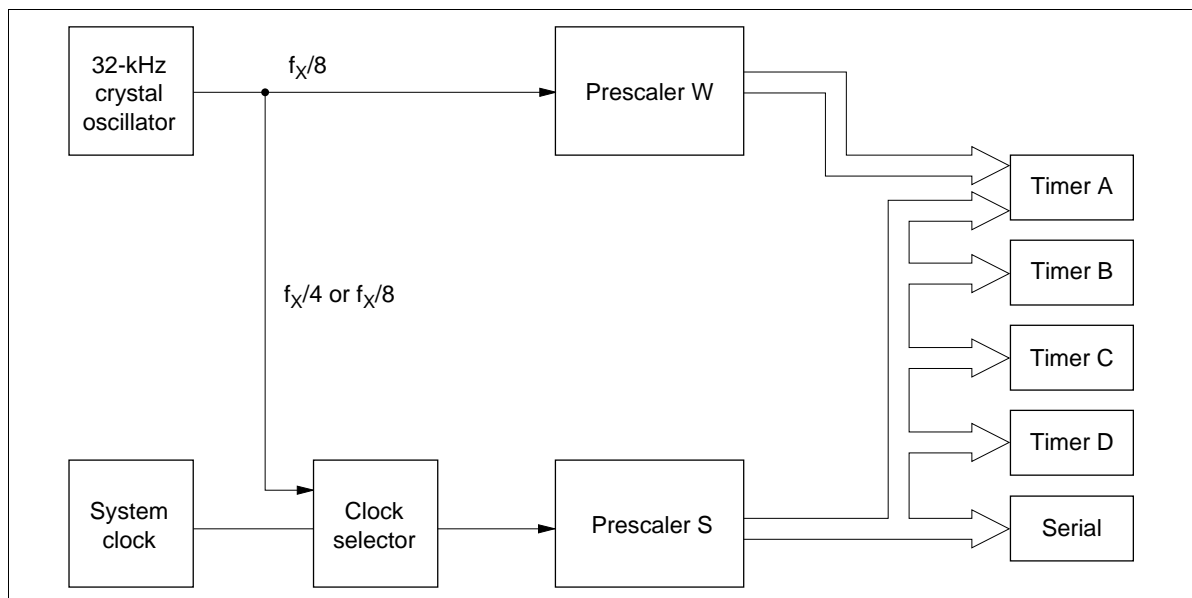 32-kHz
crystal
oscillator
fX/8
Prescaler W
Timer A
Timer B
fX/4 or fX/8
Timer C
Timer D
System
clock
Clock
selector
Prescaler S
Serial